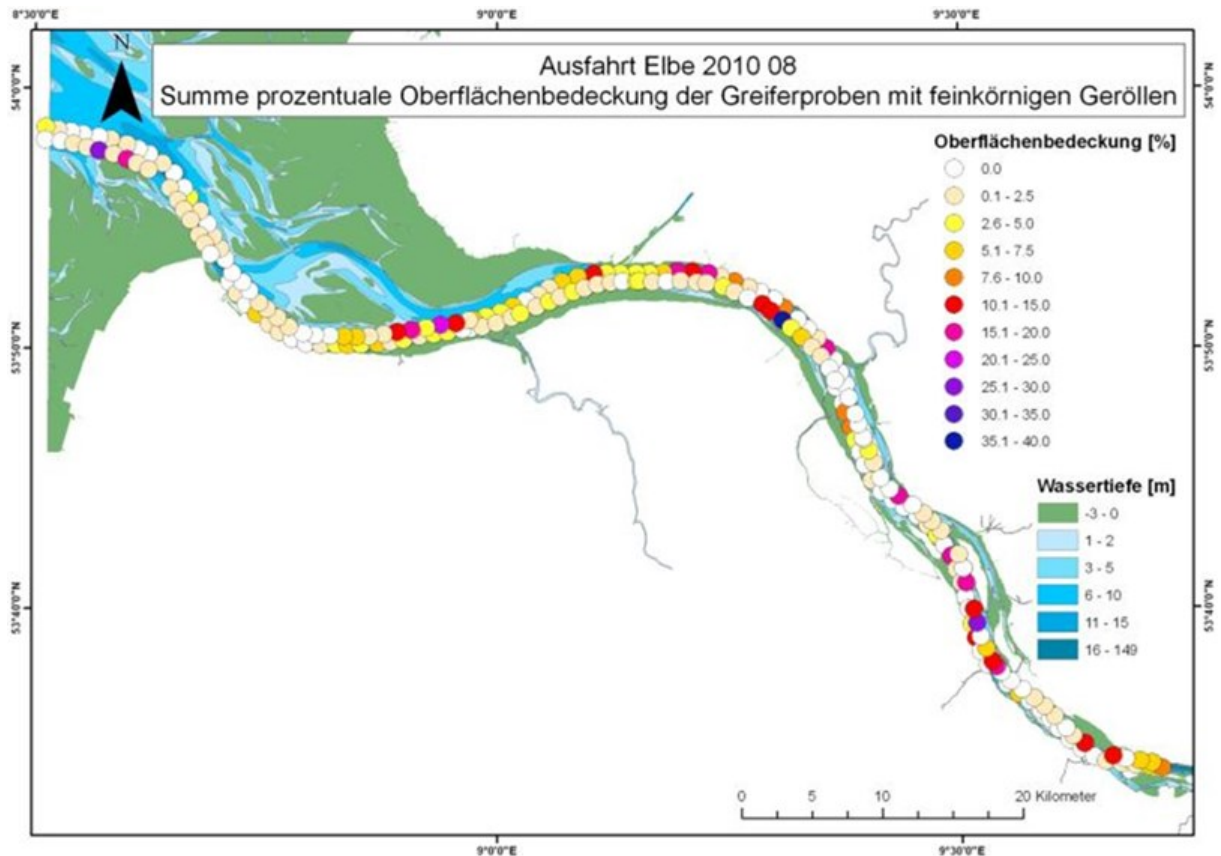 8°30'0"E
9°0'0"E
9°30'0"E
N
Ausfahrt Elbe 2010 08
Summe prozentuale Oberflächenbedeckung der Greiferproben mit feinkörnigen Geröllen
54°0'0"N
54°0'0"N
Oberflächenbedeckung [%]
0.0
0.1 - 2.5
2.6 - 5.0
5.1 - 7.5
7.6 - 10.0
10.1 - 15.0
15.1 - 20.0
20.1 - 25.0
25.1 - 30.0
30.1 - 35.0
35.1 - 40.0
53°50'0"N
53°50'0"N
Wassertiefe [m]
-3 - 0
1 - 2
3 - 5
6 - 10
11 - 15
16 - 149
53°40'0"N
53°40'0"N
0 5 10 20 Kilometer
9°0'0"E
9°30'0"E